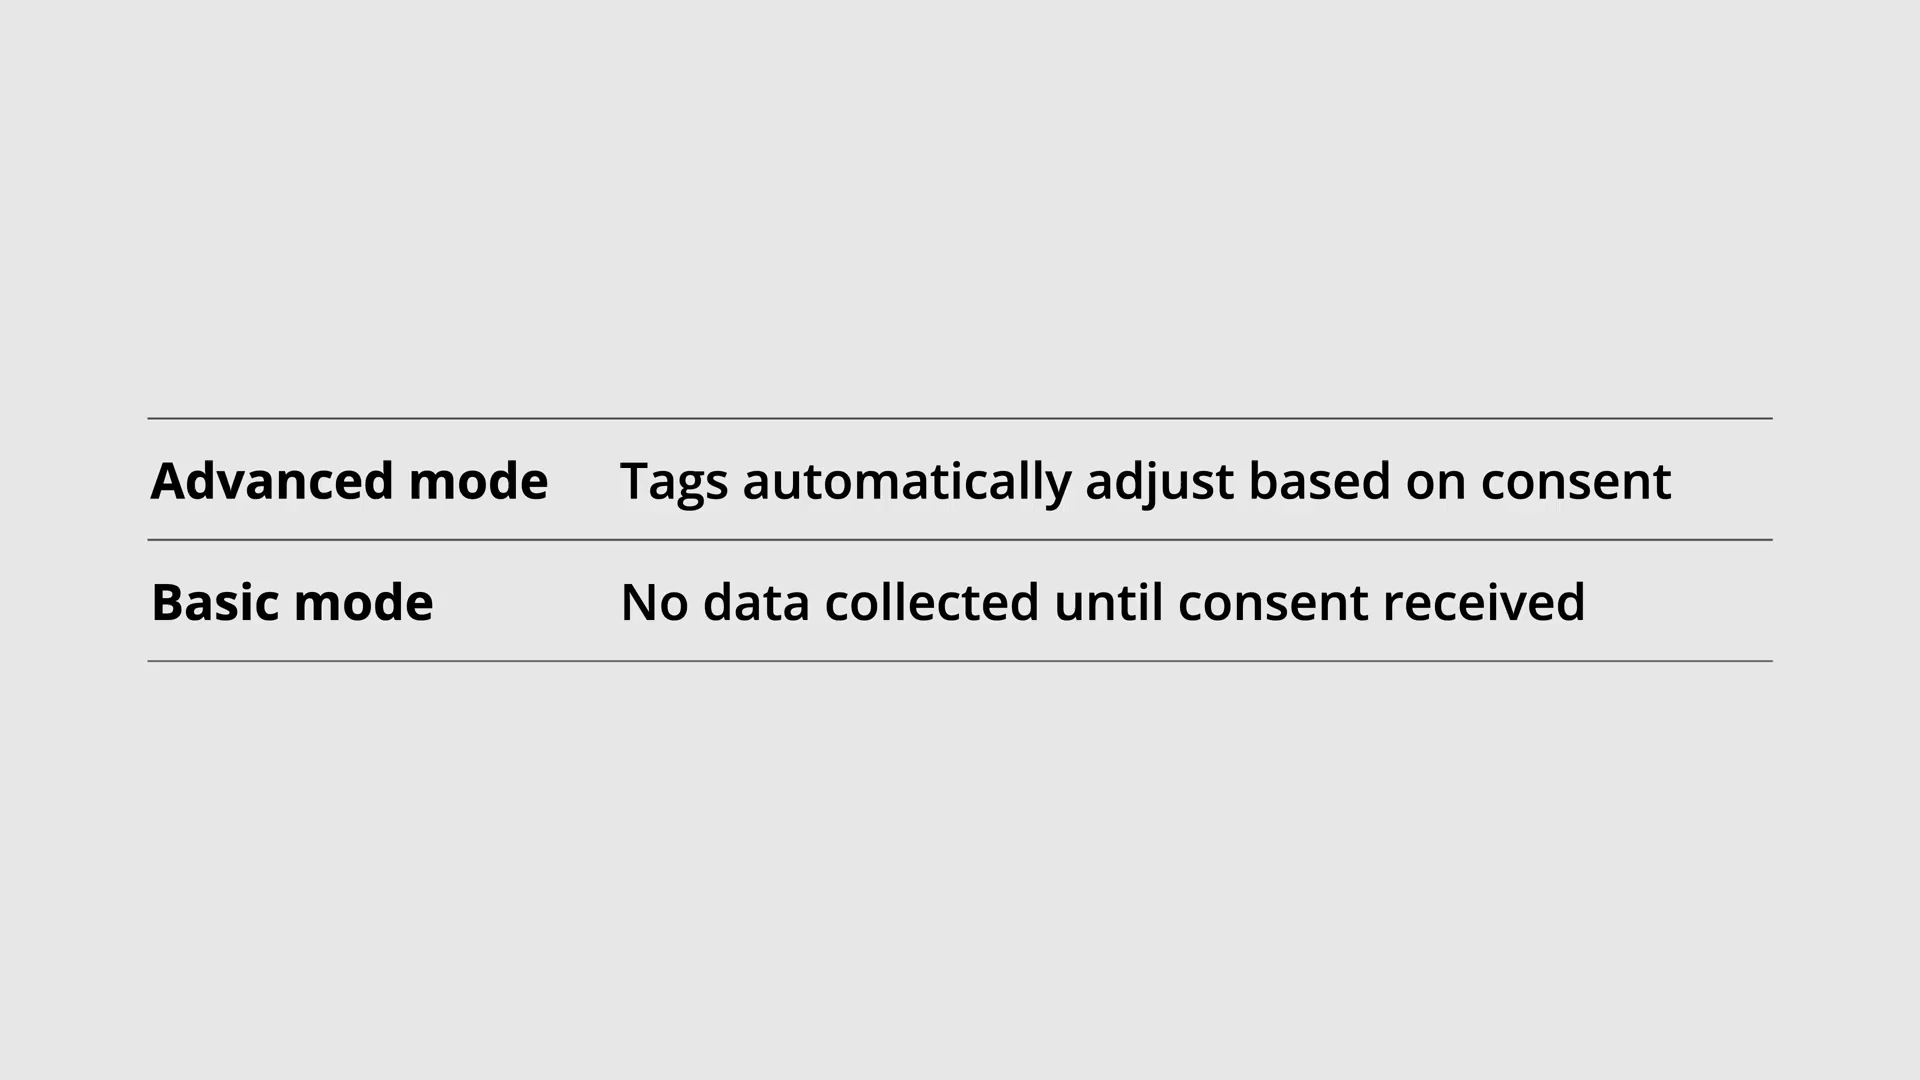 Advanced mode Tags automatically adjust based on consent
Basic mode No data collected until consent received